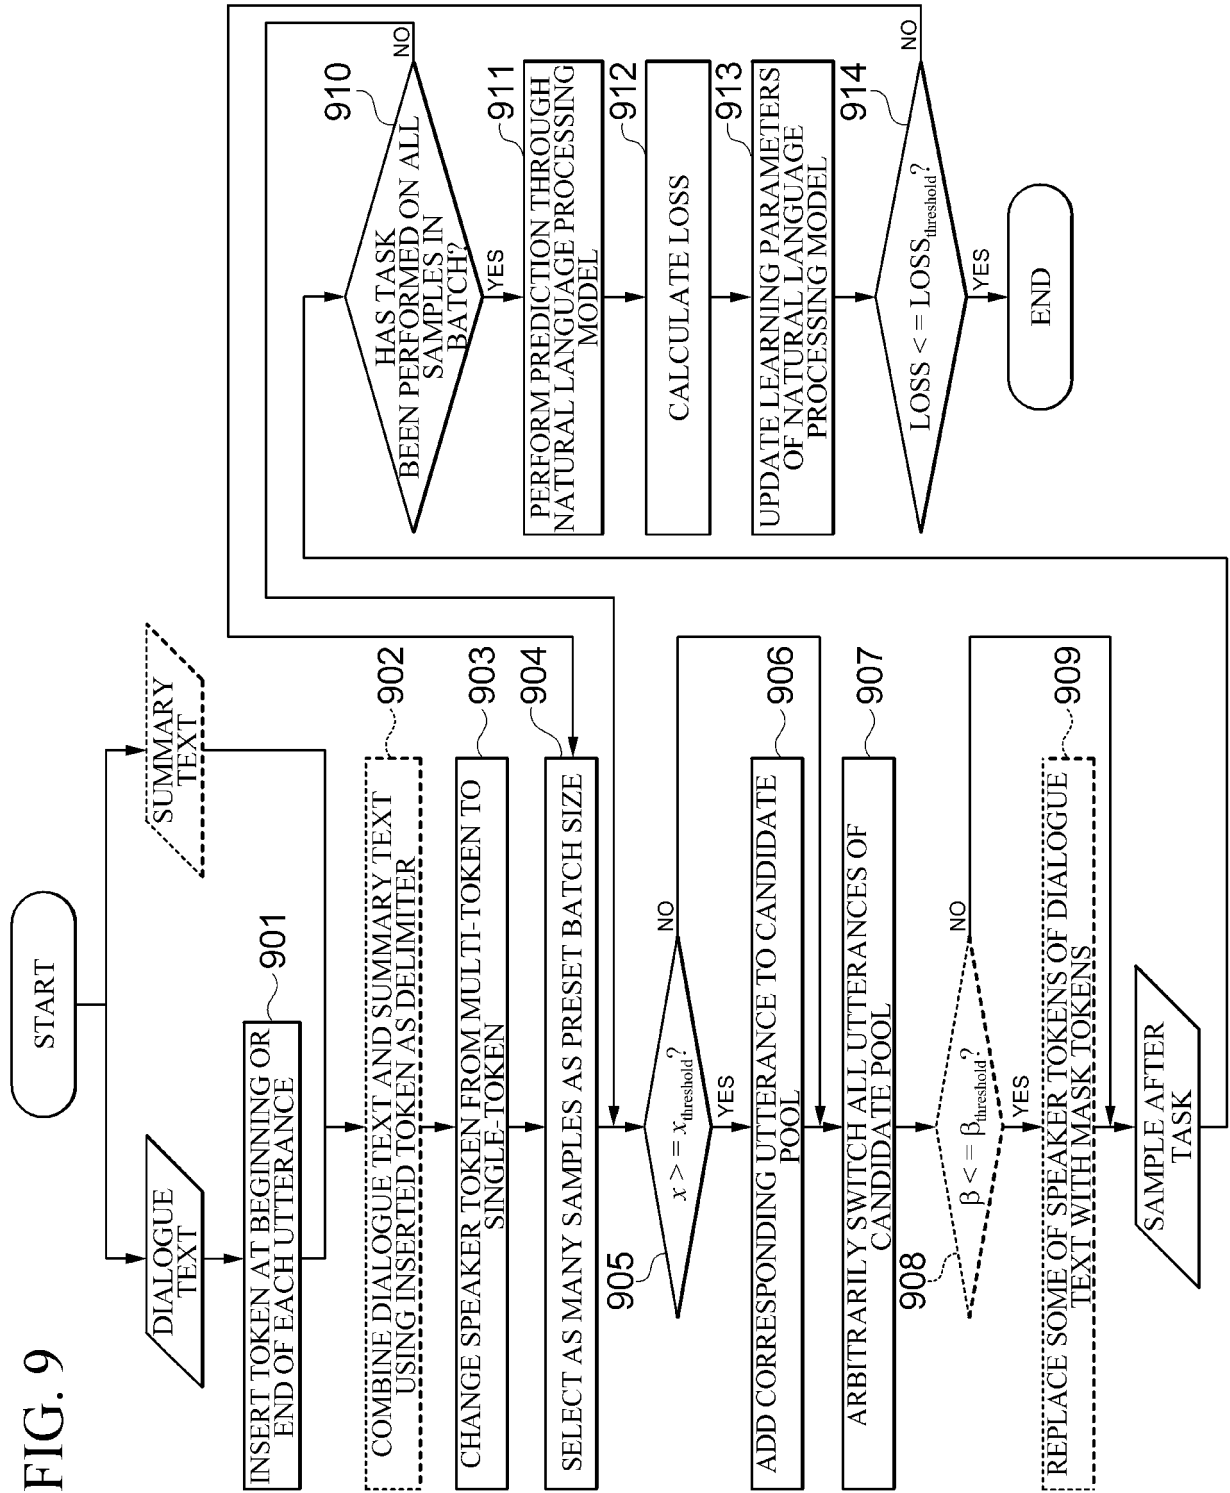 FIG. 9
START
DIALOGUE
TEXT
SUMMARY
TEXT
INSERT TOKEN AT BEGINNING OR
END OF EACH UTTERANCE
901
COMBINE DIALOGUE TEXT AND SUMMARY TEXT
USING INSERTED TOKEN AS DELIMITER
902
CHANGE SPEAKER TOKEN FROM MULTI-TOKEN TO
SINGLE-TOKEN
903
SELECT AS MANY SAMPLES AS PRESET BATCH SIZE
904
x > = xthreshold?
905
NO
YES
ADD CORRESPONDING UTTERANCE TO CANDIDATE
POOL
906
ARBITRARILY SWITCH ALL UTTERANCES OF
CANDIDATE POOL
907
β < = βthreshold?
908
NO
YES
REPLACE SOME OF SPEAKER TOKENS OF DIALOGUE
TEXT WITH MASK TOKENS
909
SAMPLE AFTER
TASK
HAS TASK
BEEN PERFORMED ON ALL
SAMPLES IN
BATCH?
910
NO
YES
PERFORM PREDICTION THROUGH
NATURAL LANGUAGE PROCESSING
MODEL
911
CALCULATE LOSS
912
UPDATE LEARNING PARAMETERS
OF NATURAL LANGUAGE
PROCESSING MODEL
913
LOSS < = LOSSthreshold?
914
NO
YES
END